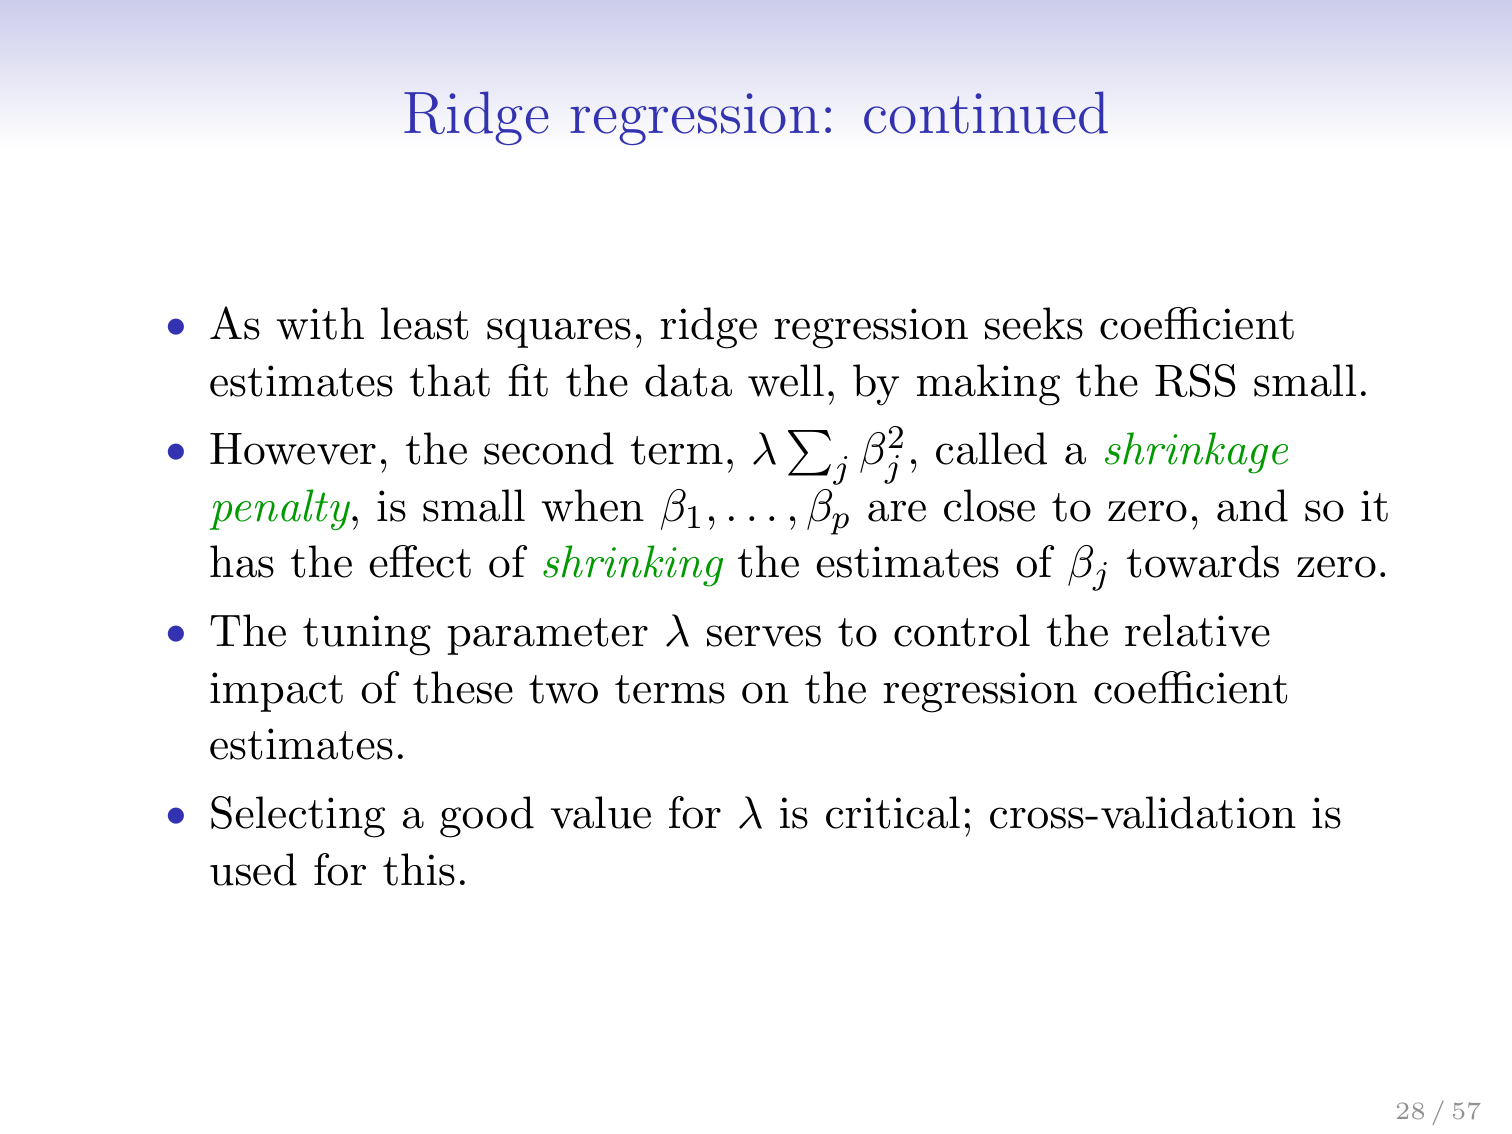 Ridge regression: continued
• As with least squares, ridge regression seeks coefficient
estimates that fit the data well, by making the RSS small.
• However, the second term, λ ∑_j β_j^2, called a shrinkage
penalty, is small when β_1, . . . , β_p are close to zero, and so it
has the effect of shrinking the estimates of β_j towards zero.
• The tuning parameter λ serves to control the relative
impact of these two terms on the regression coefficient
estimates.
• Selecting a good value for λ is critical; cross-validation is
used for this.
28 / 57